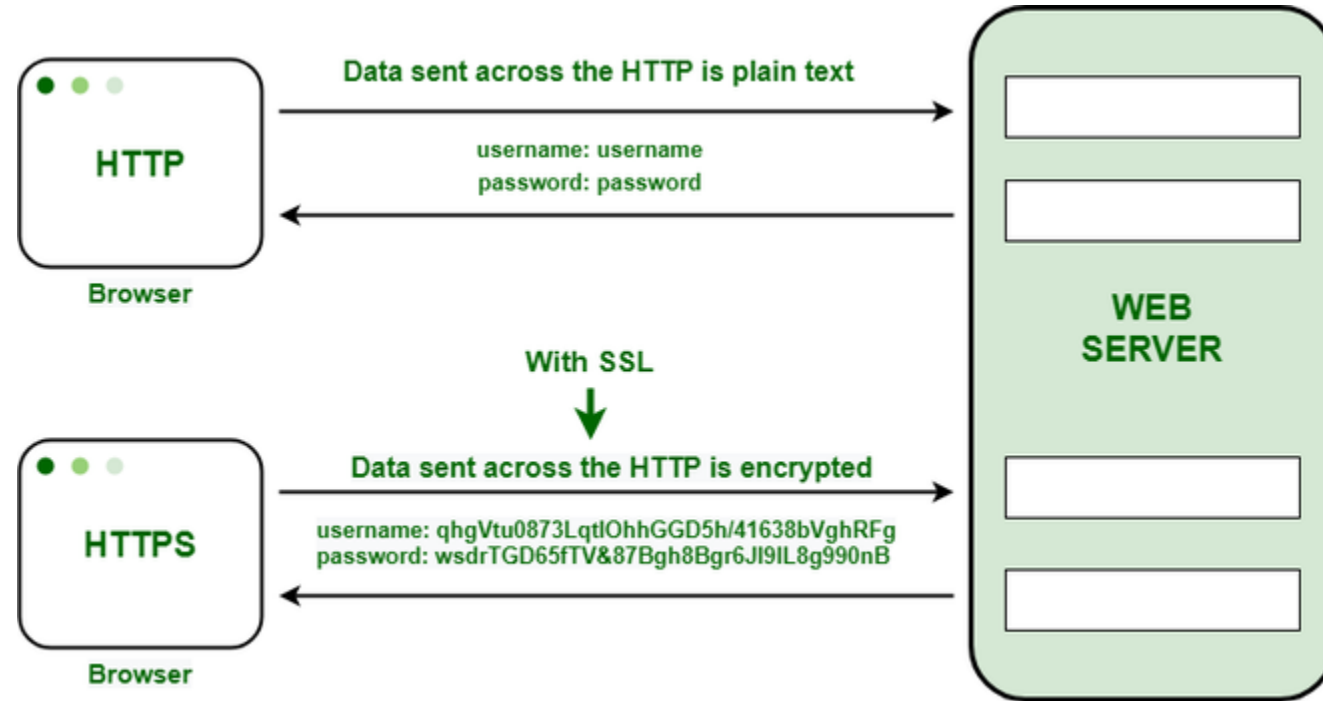 Data sent across the HTTP is plain text
HTTP
username: username
password: password
Browser
WEB
SERVER
With SSL
Data sent across the HTTP is encrypted
HTTPS
username: qhgVtu0873LqtlOhhGGD5h/41638bVghRFg
password: wsdrTGD65fTV&87Bgh8Bgr6Jl9lL8g990nB
Browser